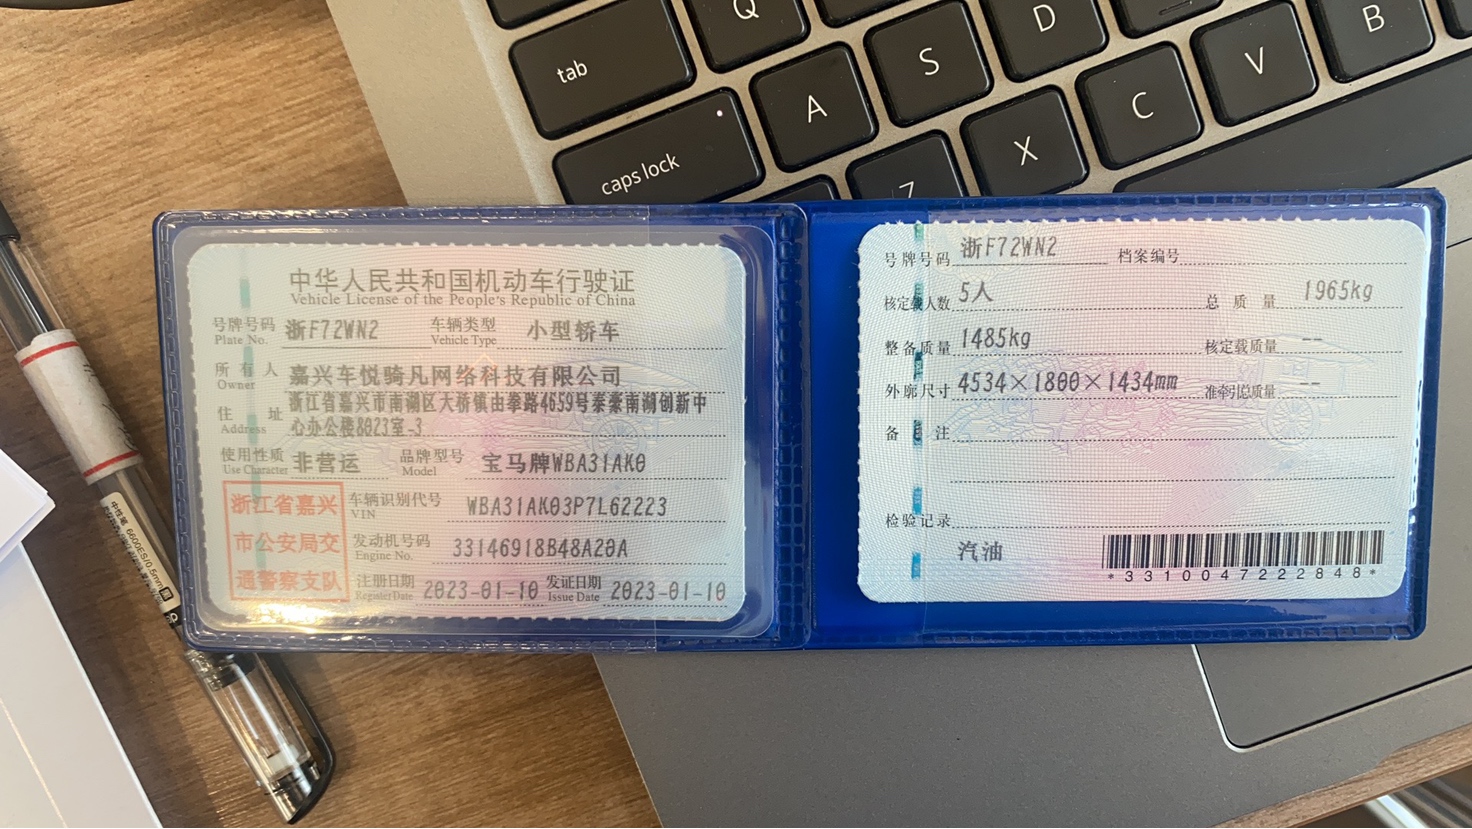 Q
D
B
tab
A
S
C
V
caps lock
Z
X
中华人民共和国机动车行驶证
Vehicle License of the People's Republic of China
号牌号码 浙F72WN2 车辆类型 小型轿车
Plate No. Vehicle Type
所有人 嘉兴车悦骑凡网络科技有限公司
Owner
住址 浙江省嘉兴市南湖区大桥镇由拳路4659号泰豪南湖创新中
Address 心办公楼8023室-3
使用性质 非营运 品牌型号 宝马牌WBA31AK0
Use Character Model
浙江省嘉兴
市公安局交
通警察支队
车辆识别代号 WBA31AK03P7L62223
VIN
发动机号码 33146918B48A20A
Engine No.
注册日期 2023-01-10 发证日期 2023-01-10
Register Date Issue Date
号牌号码 浙F72WN2 档案编号
核定载人数 5人 总质量 1965kg
整备质量 1485kg 核定载质量 --
外廓尺寸 4534×1800×1434mm 准牵引总质量 --
备注
检验记录
汽油
*3310047222848*
中性笔 6600ES/0.5mm